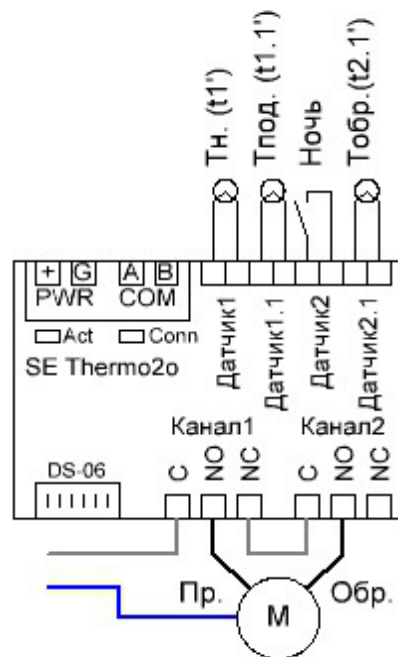 Тн. (t1')
Тпод. (t1.1')
Ночь
Тобр.(t2.1')
+ G A B
PWR COM
Act Conn
SE Thermo2o
Датчик1
Датчик1.1
Датчик2
Датчик2.1
Канал1 Канал2
DS-06
C NO NC C NO NC
Пр. М Обр.